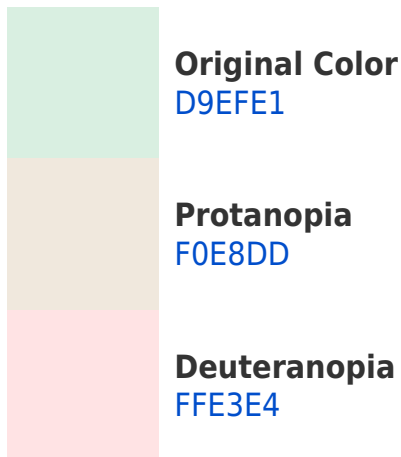 Original Color
D9EFE1
Protanopia
F0E8DD
Deuteranopia
FFE3E4